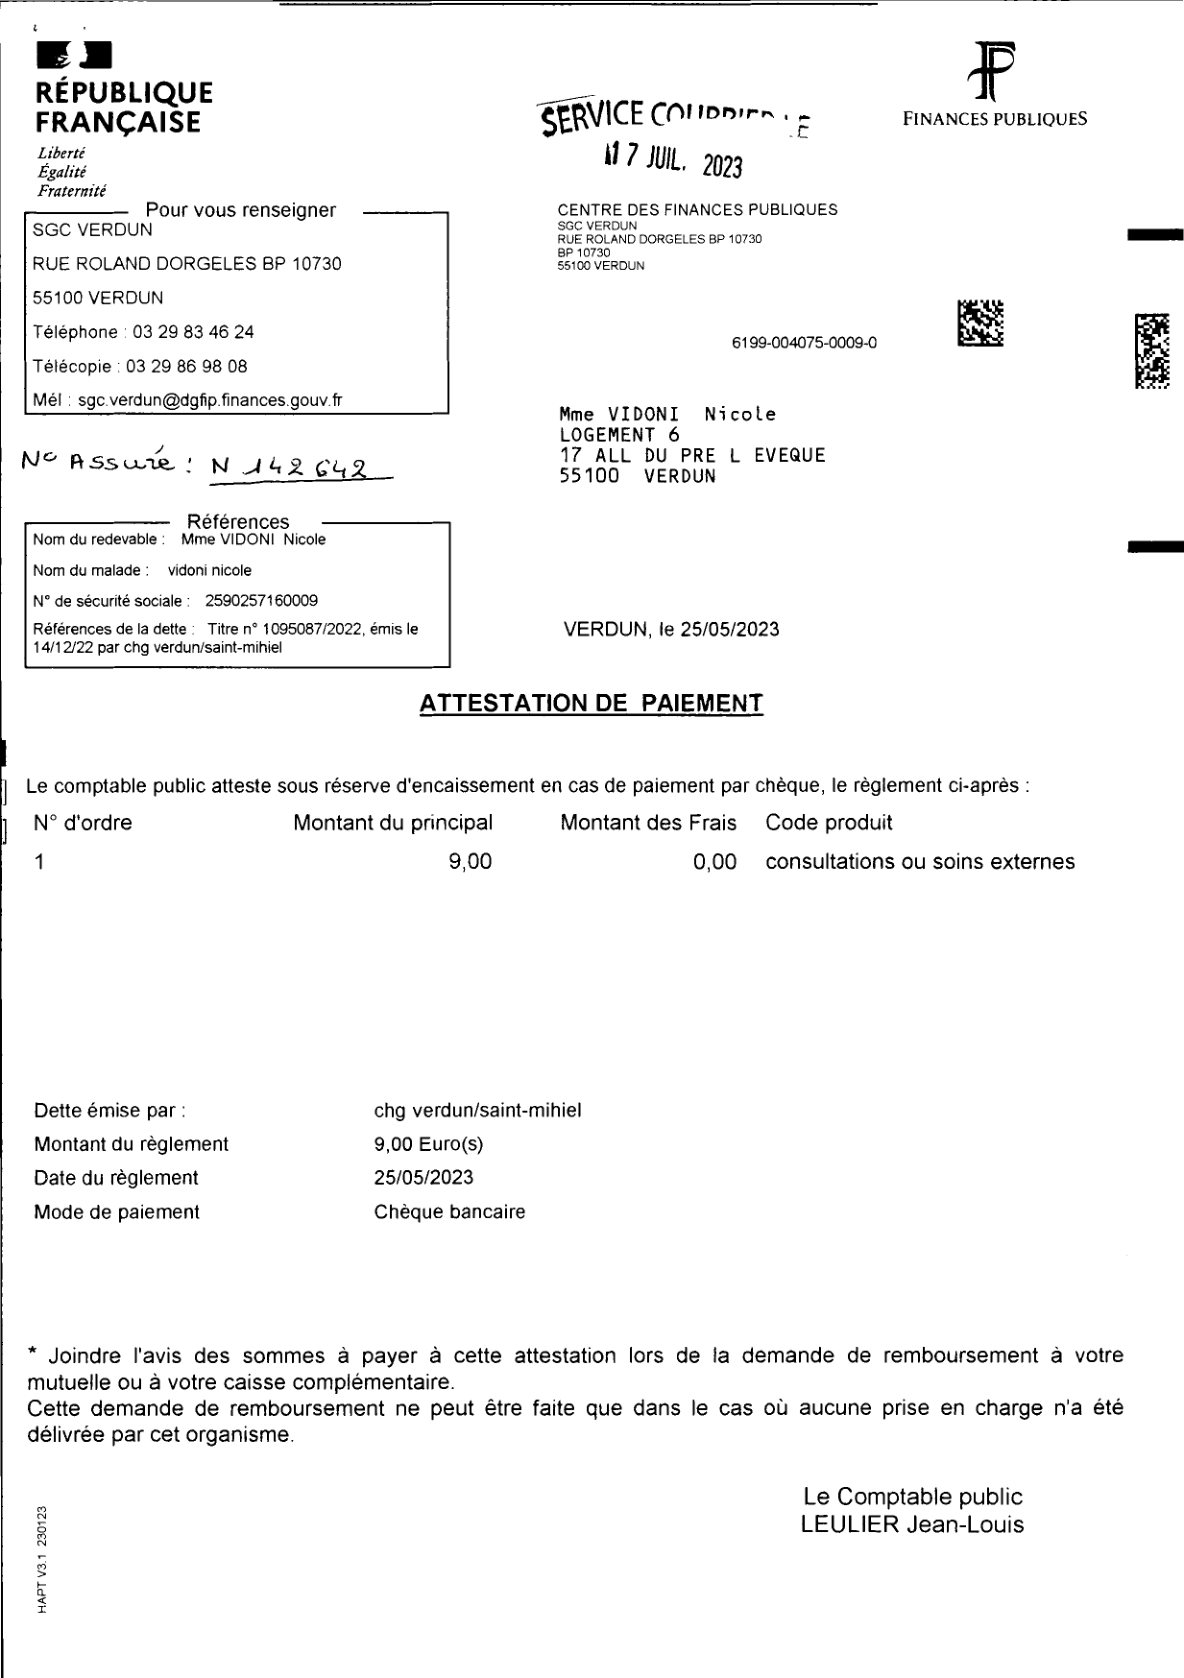 RÉPUBLIQUE
FRANÇAISE
Liberté
Égalité
Fraternité
SERVICE
17 JUIL. 2023
FINANCES PUBLIQUES
Pour vous renseigner
SGC VERDUN
RUE ROLAND DORGELES BP 10730
55100 VERDUN
Téléphone : 03 29 83 46 24
Télécopie : 03 29 86 98 08
Mél : sgc.verdun@dgfip.finances.gouv.fr
CENTRE DES FINANCES PUBLIQUES
SGC VERDUN
RUE ROLAND DORGELES BP 10730
BP 10730
55100 VERDUN
6199-004075-0009-0
Mme VIDONI Nicole
LOGEMENT 6
17 ALL DU PRE L EVEQUE
55100 VERDUN
N° Assuré : N 142642
Références
Nom du redevable : Mme VIDONI Nicole
Nom du malade : vidoni nicole
N° de sécurité sociale : 2590257160009
Références de la dette : Titre n° 1095087/2022, émis le
14/12/22 par chg verdun/saint-mihiel
VERDUN, le 25/05/2023
ATTESTATION DE PAIEMENT
Le comptable public atteste sous réserve d'encaissement en cas de paiement par chèque, le règlement ci-après :
N° d'ordre Montant du principal Montant des Frais Code produit
1 9,00 0,00 consultations ou soins externes
Dette émise par : chg verdun/saint-mihiel
Montant du règlement 9,00 Euro(s)
Date du règlement 25/05/2023
Mode de paiement Chèque bancaire
* Joindre l'avis des sommes à payer à cette attestation lors de la demande de remboursement à votre
mutuelle ou à votre caisse complémentaire.
Cette demande de remboursement ne peut être faite que dans le cas où aucune prise en charge n'a été
délivrée par cet organisme.
Le Comptable public
LEULIER Jean-Louis
HAPT V3.1 230123